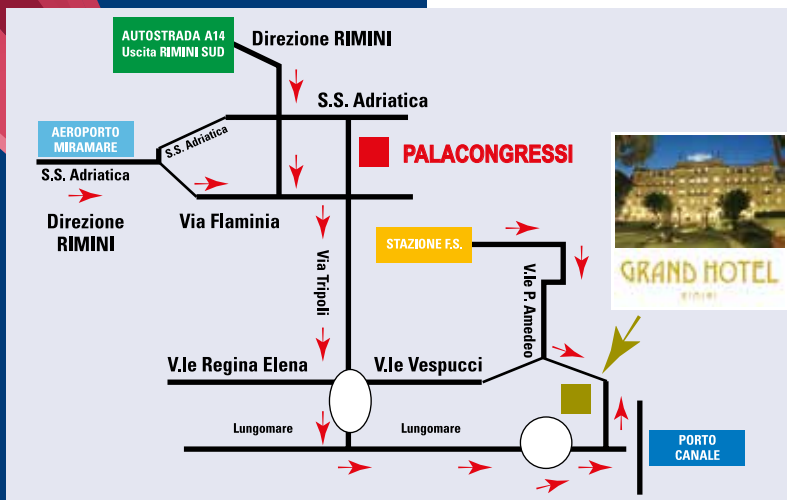 AUTOSTRADA A14
Uscita RIMINI SUD
Direzione RIMINI
S.S. Adriatica
AEROPORTO
MIRAMARE
S.S. Adriatica
S.S. Adriatica
PALACONGRESSI
Direzione
RIMINI
Via Flaminia
Via Tripoli
STAZIONE F.S.
V.le P. Amedeo
GRAND HOTEL
RIMINI
V.le Regina Elena
V.le Vespucci
Lungomare
Lungomare
PORTO
CANALE